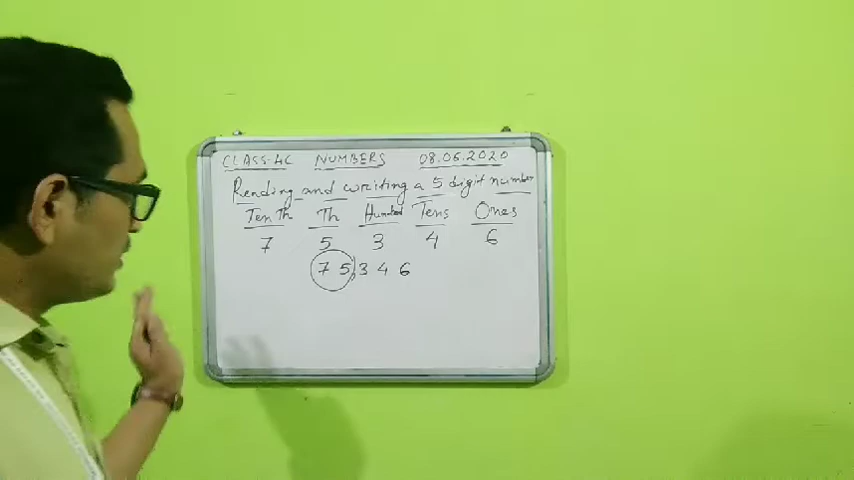 CLASS-4C NUMBERS 08.06.2020
Reading and writing a 5 digit number
Ten Th Th Hundred Tens Ones
7 5 3 4 6
75,346